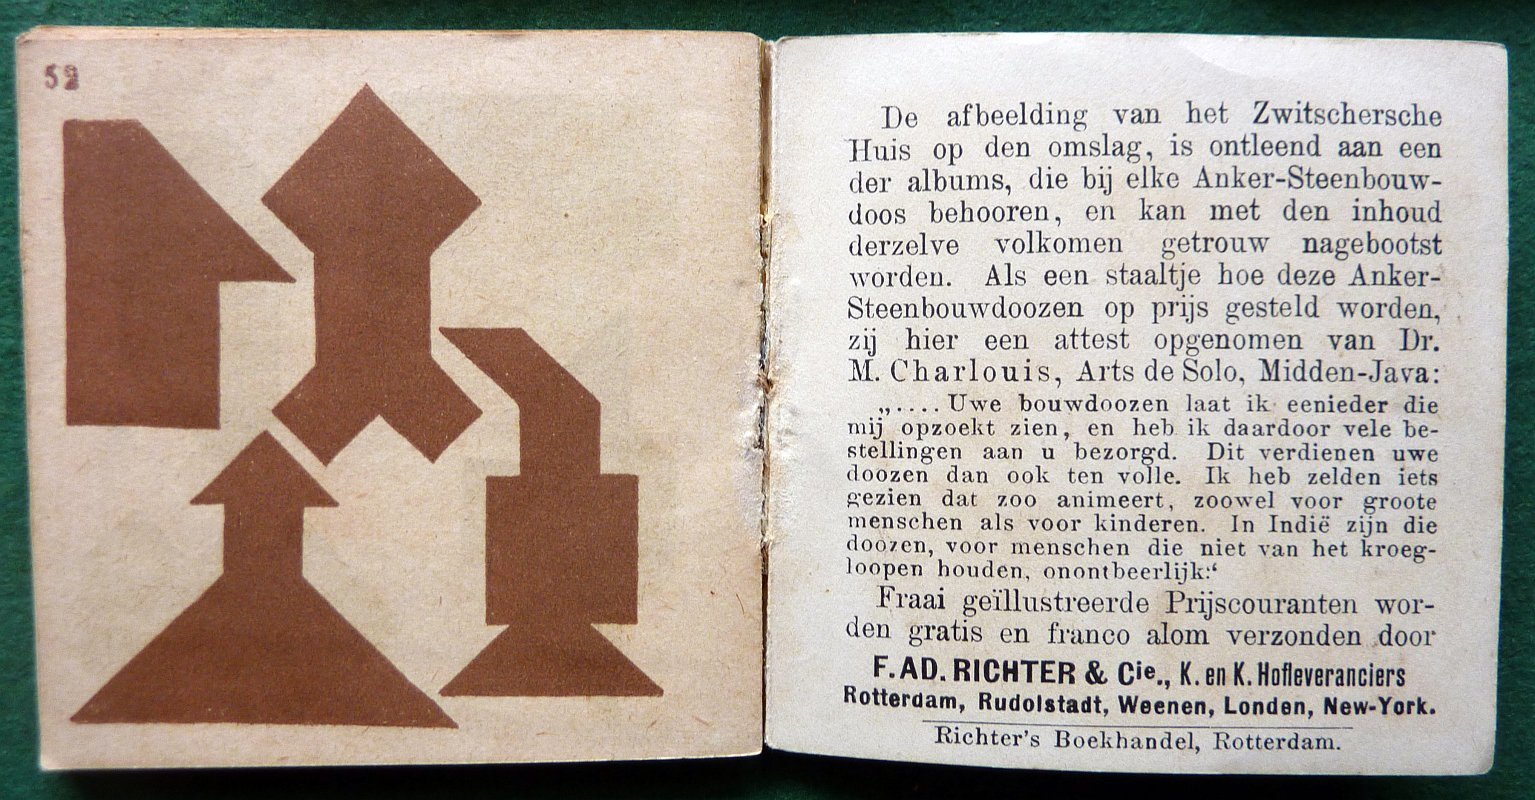 52
De afbeelding van het Zwitschersche
Huis op den omslag, is ontleend aan een
der albums, die bij elke Anker-Steenbouw-
doos behooren, en kan met den inhoud
derzelve volkomen getrouw nagebootst
worden. Als een staaltje hoe deze Anker-
Steenbouwdoozen op prijs gesteld worden,
zij hier een attest opgenomen van Dr.
M. Charlouis, Arts de Solo, Midden-Java:
„.... Uwe bouwdoozen laat ik eenieder die
mij opzoekt zien, en heb ik daardoor vele be-
stellingen aan u bezorgd. Dit verdienen uwe
doozen dan ook ten volle. Ik heb zelden iets
gezien dat zoo animeert, zoowel voor groote
menschen als voor kinderen. In Indië zijn die
doozen, voor menschen die niet van het kroeg-
loopen houden, onontbeerlijk.“
Fraai geïllustreerde Prijscouranten wor-
den gratis en franco alom verzonden door
F. AD. RICHTER & Cie., K. en K. Hofleveranciers
Rotterdam, Rudolstadt, Weenen, Londen, New-York.
Richter's Boekhandel, Rotterdam.